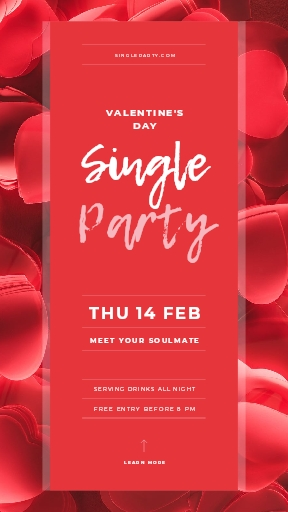 SINGLEPARTY.COM
VALENTINE'S
DAY
Single
Party
THU 14 FEB
MEET YOUR SOULMATE
SERVING DRINKS ALL NIGHT
FREE ENTRY BEFORE 8 PM
LEARN MORE